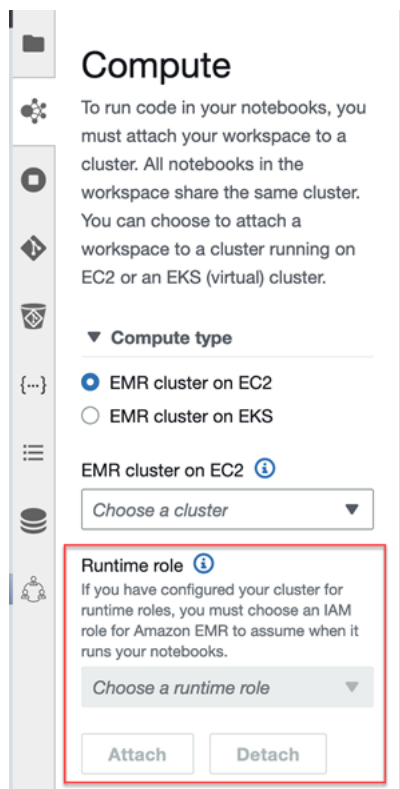 Compute
To run code in your notebooks, you
must attach your workspace to a
cluster. All notebooks in the
workspace share the same cluster.
You can choose to attach a
workspace to a cluster running on
EC2 or an EKS (virtual) cluster.
Compute type
EMR cluster on EC2
EMR cluster on EKS
EMR cluster on EC2
Choose a cluster
Runtime role
If you have configured your cluster for
runtime roles, you must choose an IAM
role for Amazon EMR to assume when it
runs your notebooks.
Choose a runtime role
Attach Detach